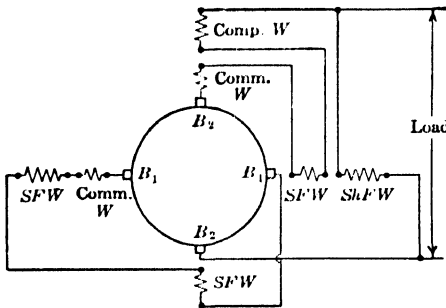 Comp. W
Comm.
W
B2
Load
B1
B1
SFW
Comm.
W
SFW
ShFW
B2
SFW